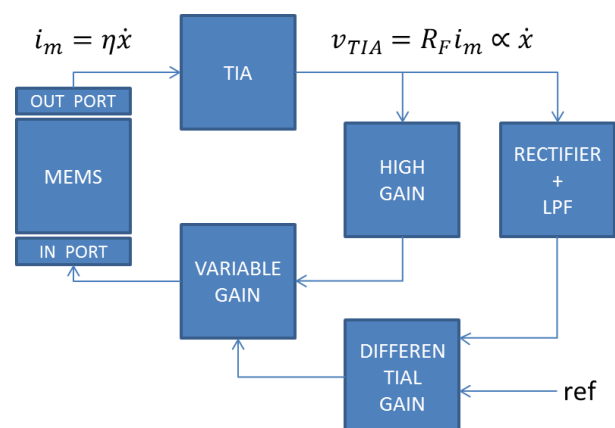 i_m = ηẋ
v_TIA = R_F i_m ∝ ẋ
TIA
OUT PORT
MEMS
IN PORT
HIGH
GAIN
RECTIFIER
+
LPF
VARIABLE
GAIN
DIFFEREN
TIAL
GAIN
ref